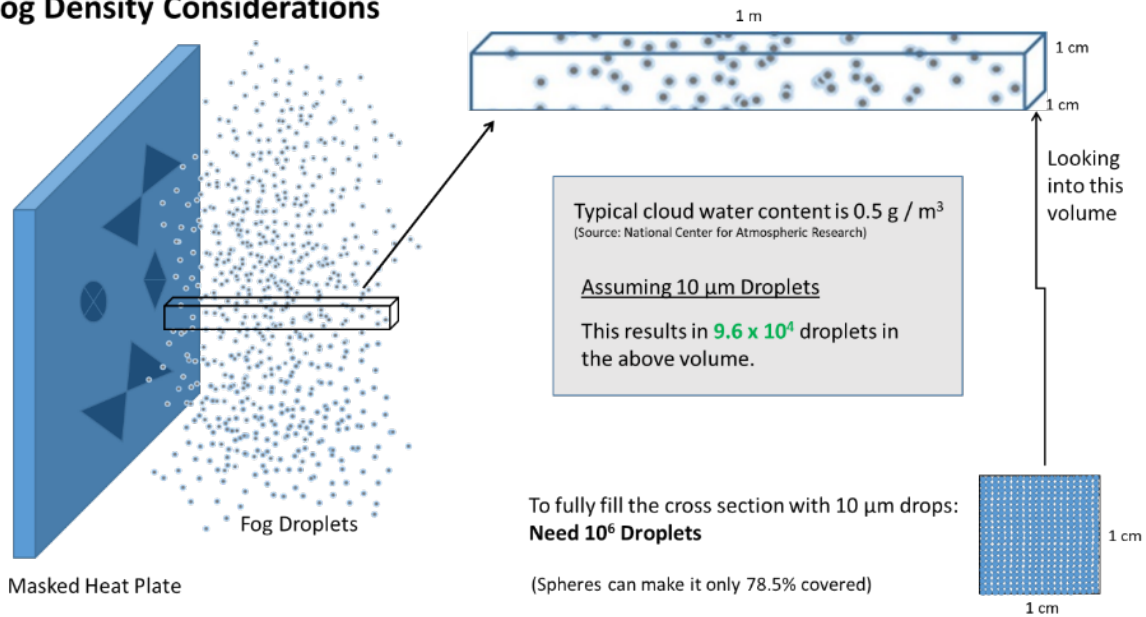 og Density Considerations
1 m
1 cm
1 cm
Looking
into this
volume
Typical cloud water content is 0.5 g / m³
(Source: National Center for Atmospheric Research)
Assuming 10 μm Droplets
This results in 9.6 x 10⁴ droplets in
the above volume.
To fully fill the cross section with 10 μm drops:
Need 10⁶ Droplets
(Spheres can make it only 78.5% covered)
1 cm
1 cm
Fog Droplets
Masked Heat Plate